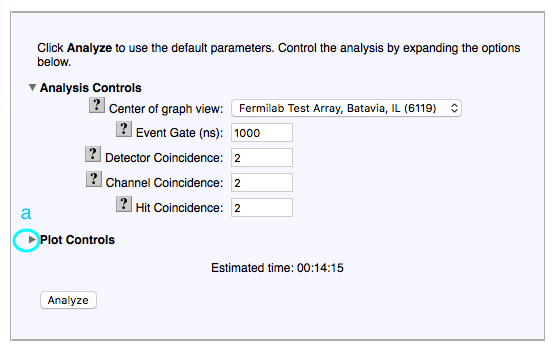 Click Analyze to use the default parameters. Control the analysis by expanding the options
below.
Analysis Controls
? Center of graph view: Fermilab Test Array, Batavia, IL (6119)
? Event Gate (ns): 1000
? Detector Coincidence: 2
? Channel Coincidence: 2
? Hit Coincidence: 2
a
Plot Controls
Estimated time: 00:14:15
Analyze